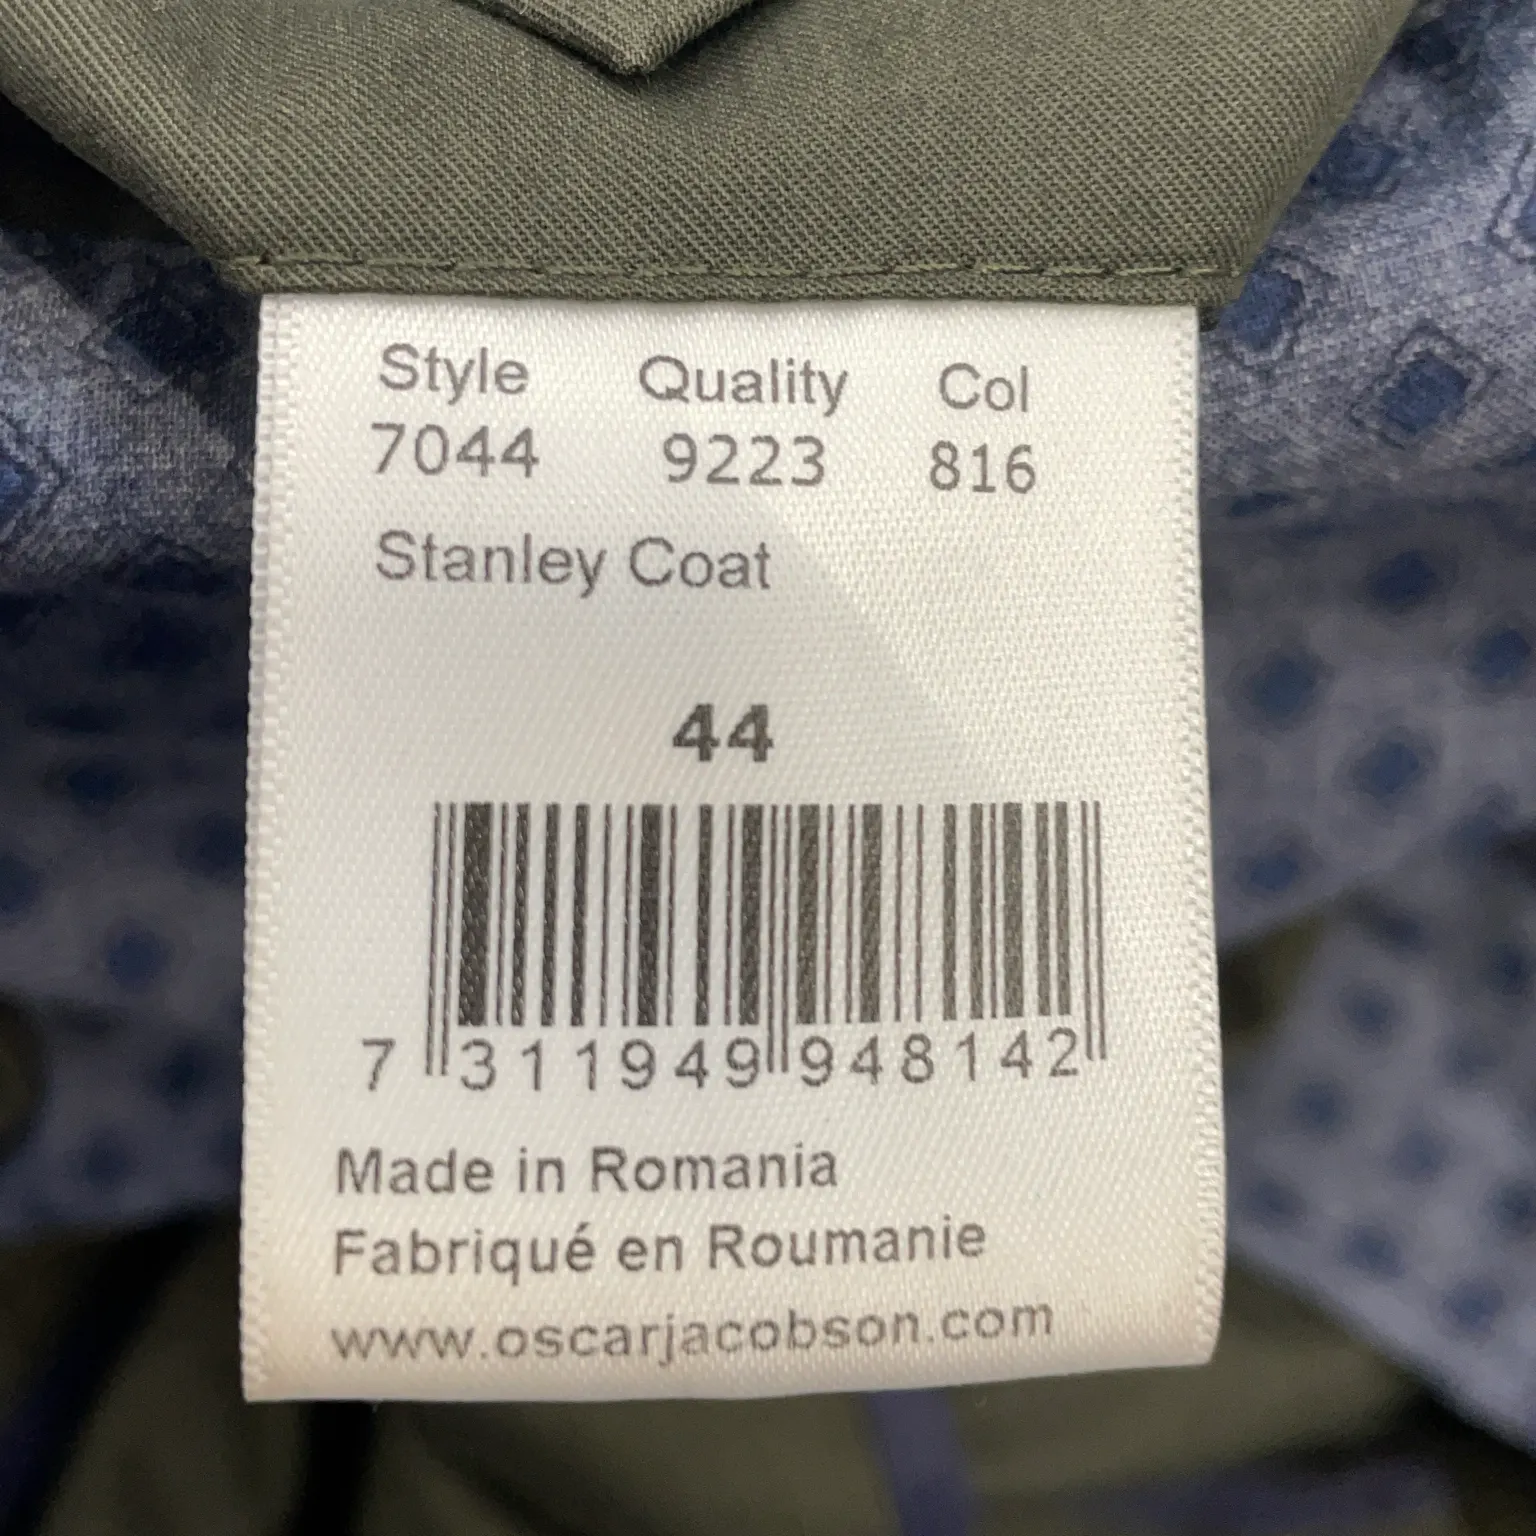 Style Quality Col
7044 9223 816
Stanley Coat
44
7 311949 948142
Made in Romania
Fabriqué en Roumanie
www.oscarjacobson.com